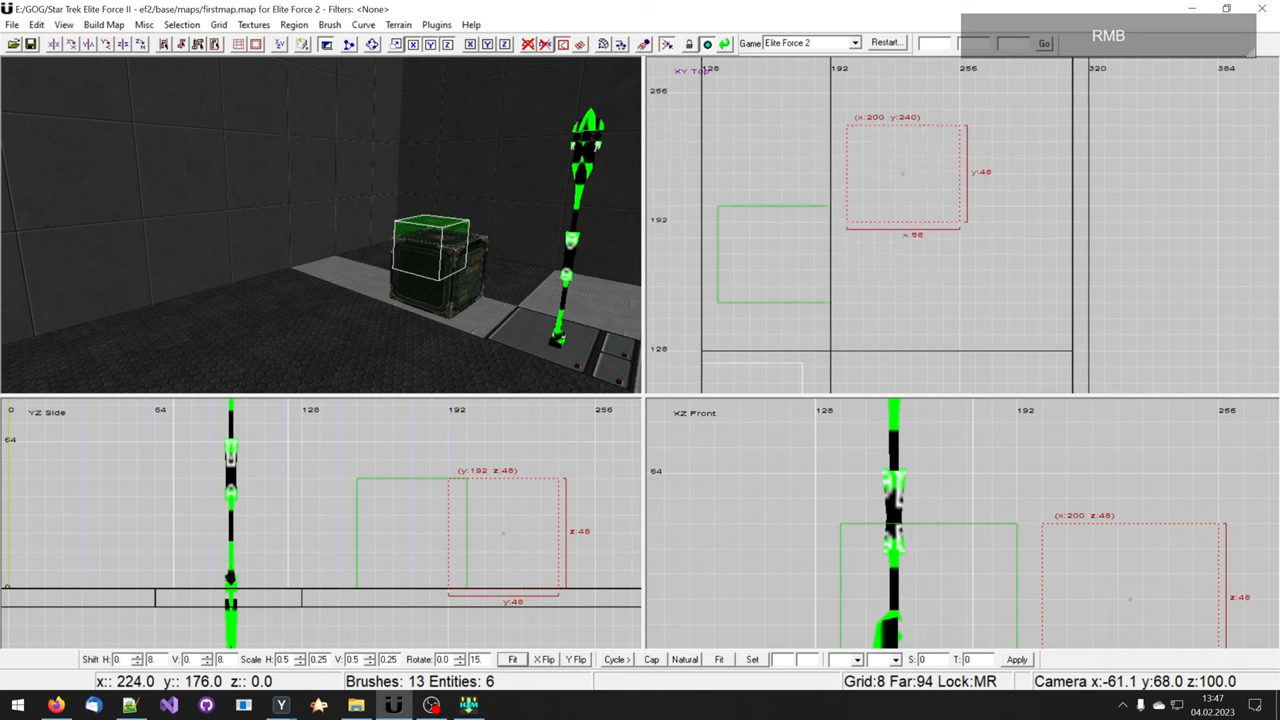 E:/GOG/Star Trek Elite Force II - ef2/base/maps/firstmap.map for Elite Force 2 - Filters: <None>
File Edit View Build Map Misc Selection Grid Textures Region Brush Curve Terrain Plugins Help
RMB
X Y Z X Y Z Game Elite Force 2 Restart... Go
XY Top 128 192 256 320 384
256
192
128
(x:200 y:240)
y:48
x:56
YZ Side 0 64 128 192 256
64
0
(y:192 z:48)
z:48
y:48
XZ Front 128 192 256
64
(x:200 z:48)
z:48
Shift H: 0. 8. V: 8. Scale H: 0.5 0.25 V: 0.5 0.25 Rotate: 0.0 15. Fit X Flip Y Flip Cycle> Cap Natural Fit Set S: 0 T: 0 Apply
x:: 224.0 y:: 176.0 z:: 0.0 Brushes: 13 Entities: 6 Grid:8 Far:94 Lock:MR Camera x:-61.1 y:68.0 z:100.0
13:47
04.02.2023